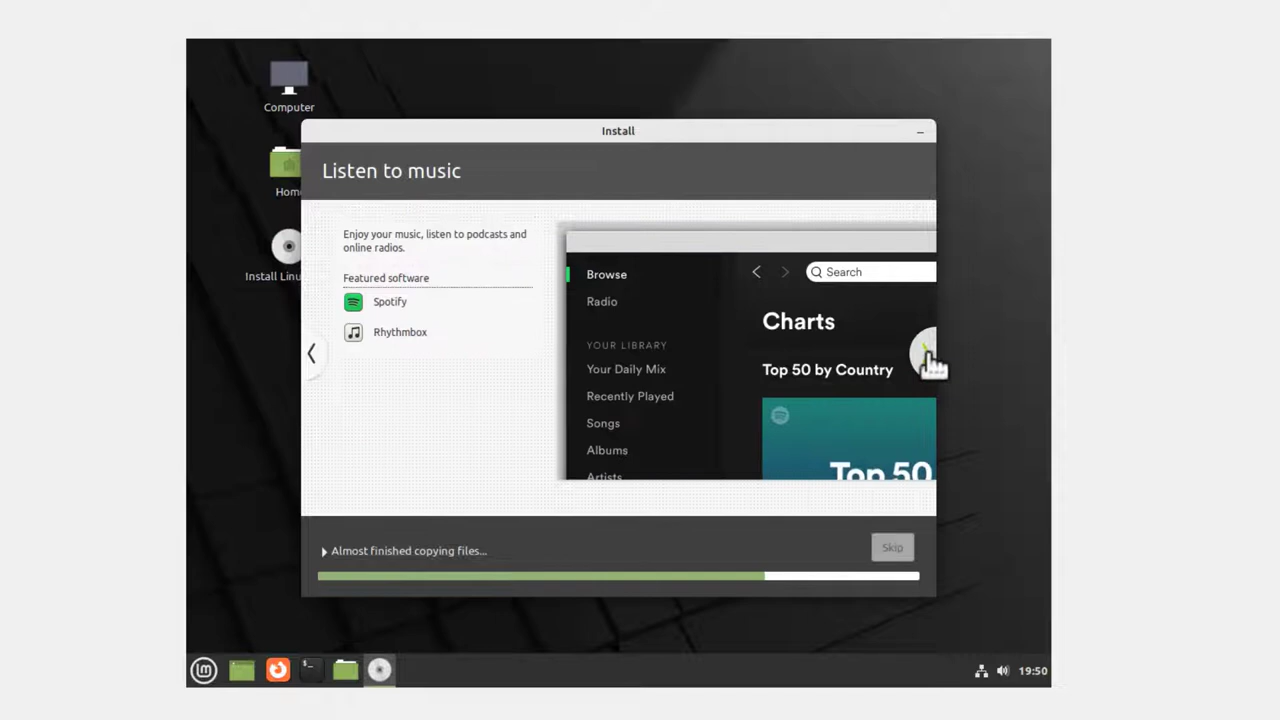 Computer
Install
Listen to music
Hom
Enjoy your music, listen to podcasts and
online radios.
Featured software
Spotify
Rhythmbox
Install Linu
Browse
Search
Radio
Charts
YOUR LIBRARY
Your Daily Mix
Top 50 by Country
Recently Played
Songs
Albums
Artists
Top 50
Almost finished copying files...
Skip
$_
19:50